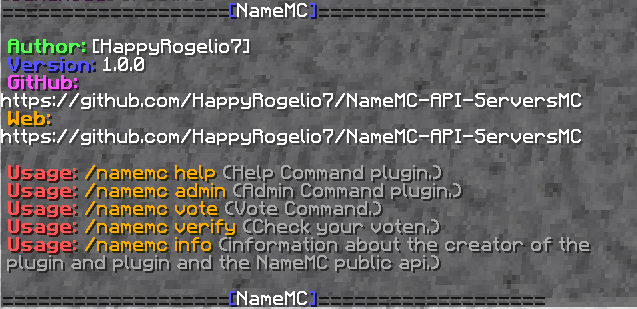 =====================[NameMC]=====================
Author: [HappyRogelio7]
Version: 1.0.0
GitHub:
https://github.com/HappyRogelio7/NameMC-API-ServersMC
Web:
https://github.com/HappyRogelio7/NameMC-API-ServersMC
Usage: /namemc help (Help Command plugin.)
Usage: /namemc admin (Admin Command plugin.)
Usage: /namemc vote (Vote Command.)
Usage: /namemc verify (Check your voten.)
Usage: /namemc info (information about the creator of the
plugin and plugin and the NameMC public api.)
=====================[NameMC]=====================